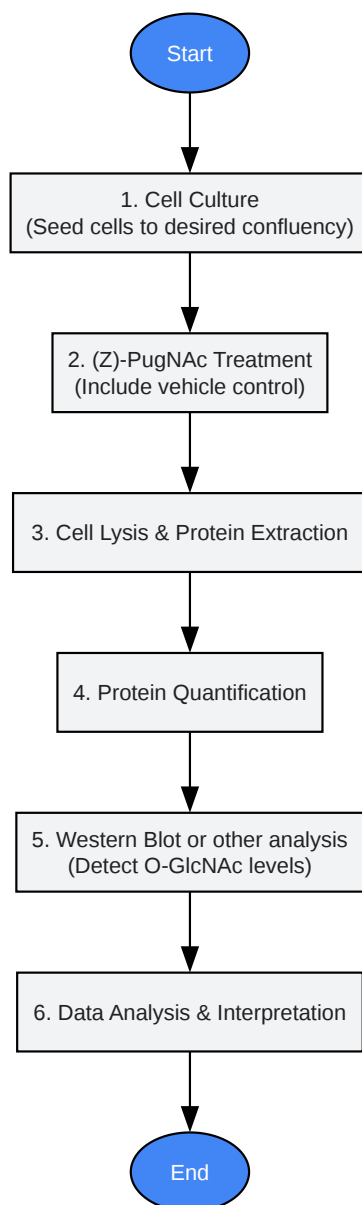 Start
1. Cell Culture
(Seed cells to desired confluency)
2. (Z)-PugNAc Treatment
(Include vehicle control)
3. Cell Lysis & Protein Extraction
4. Protein Quantification
5. Western Blot or other analysis
(Detect O-GlcNAc levels)
6. Data Analysis & Interpretation
End